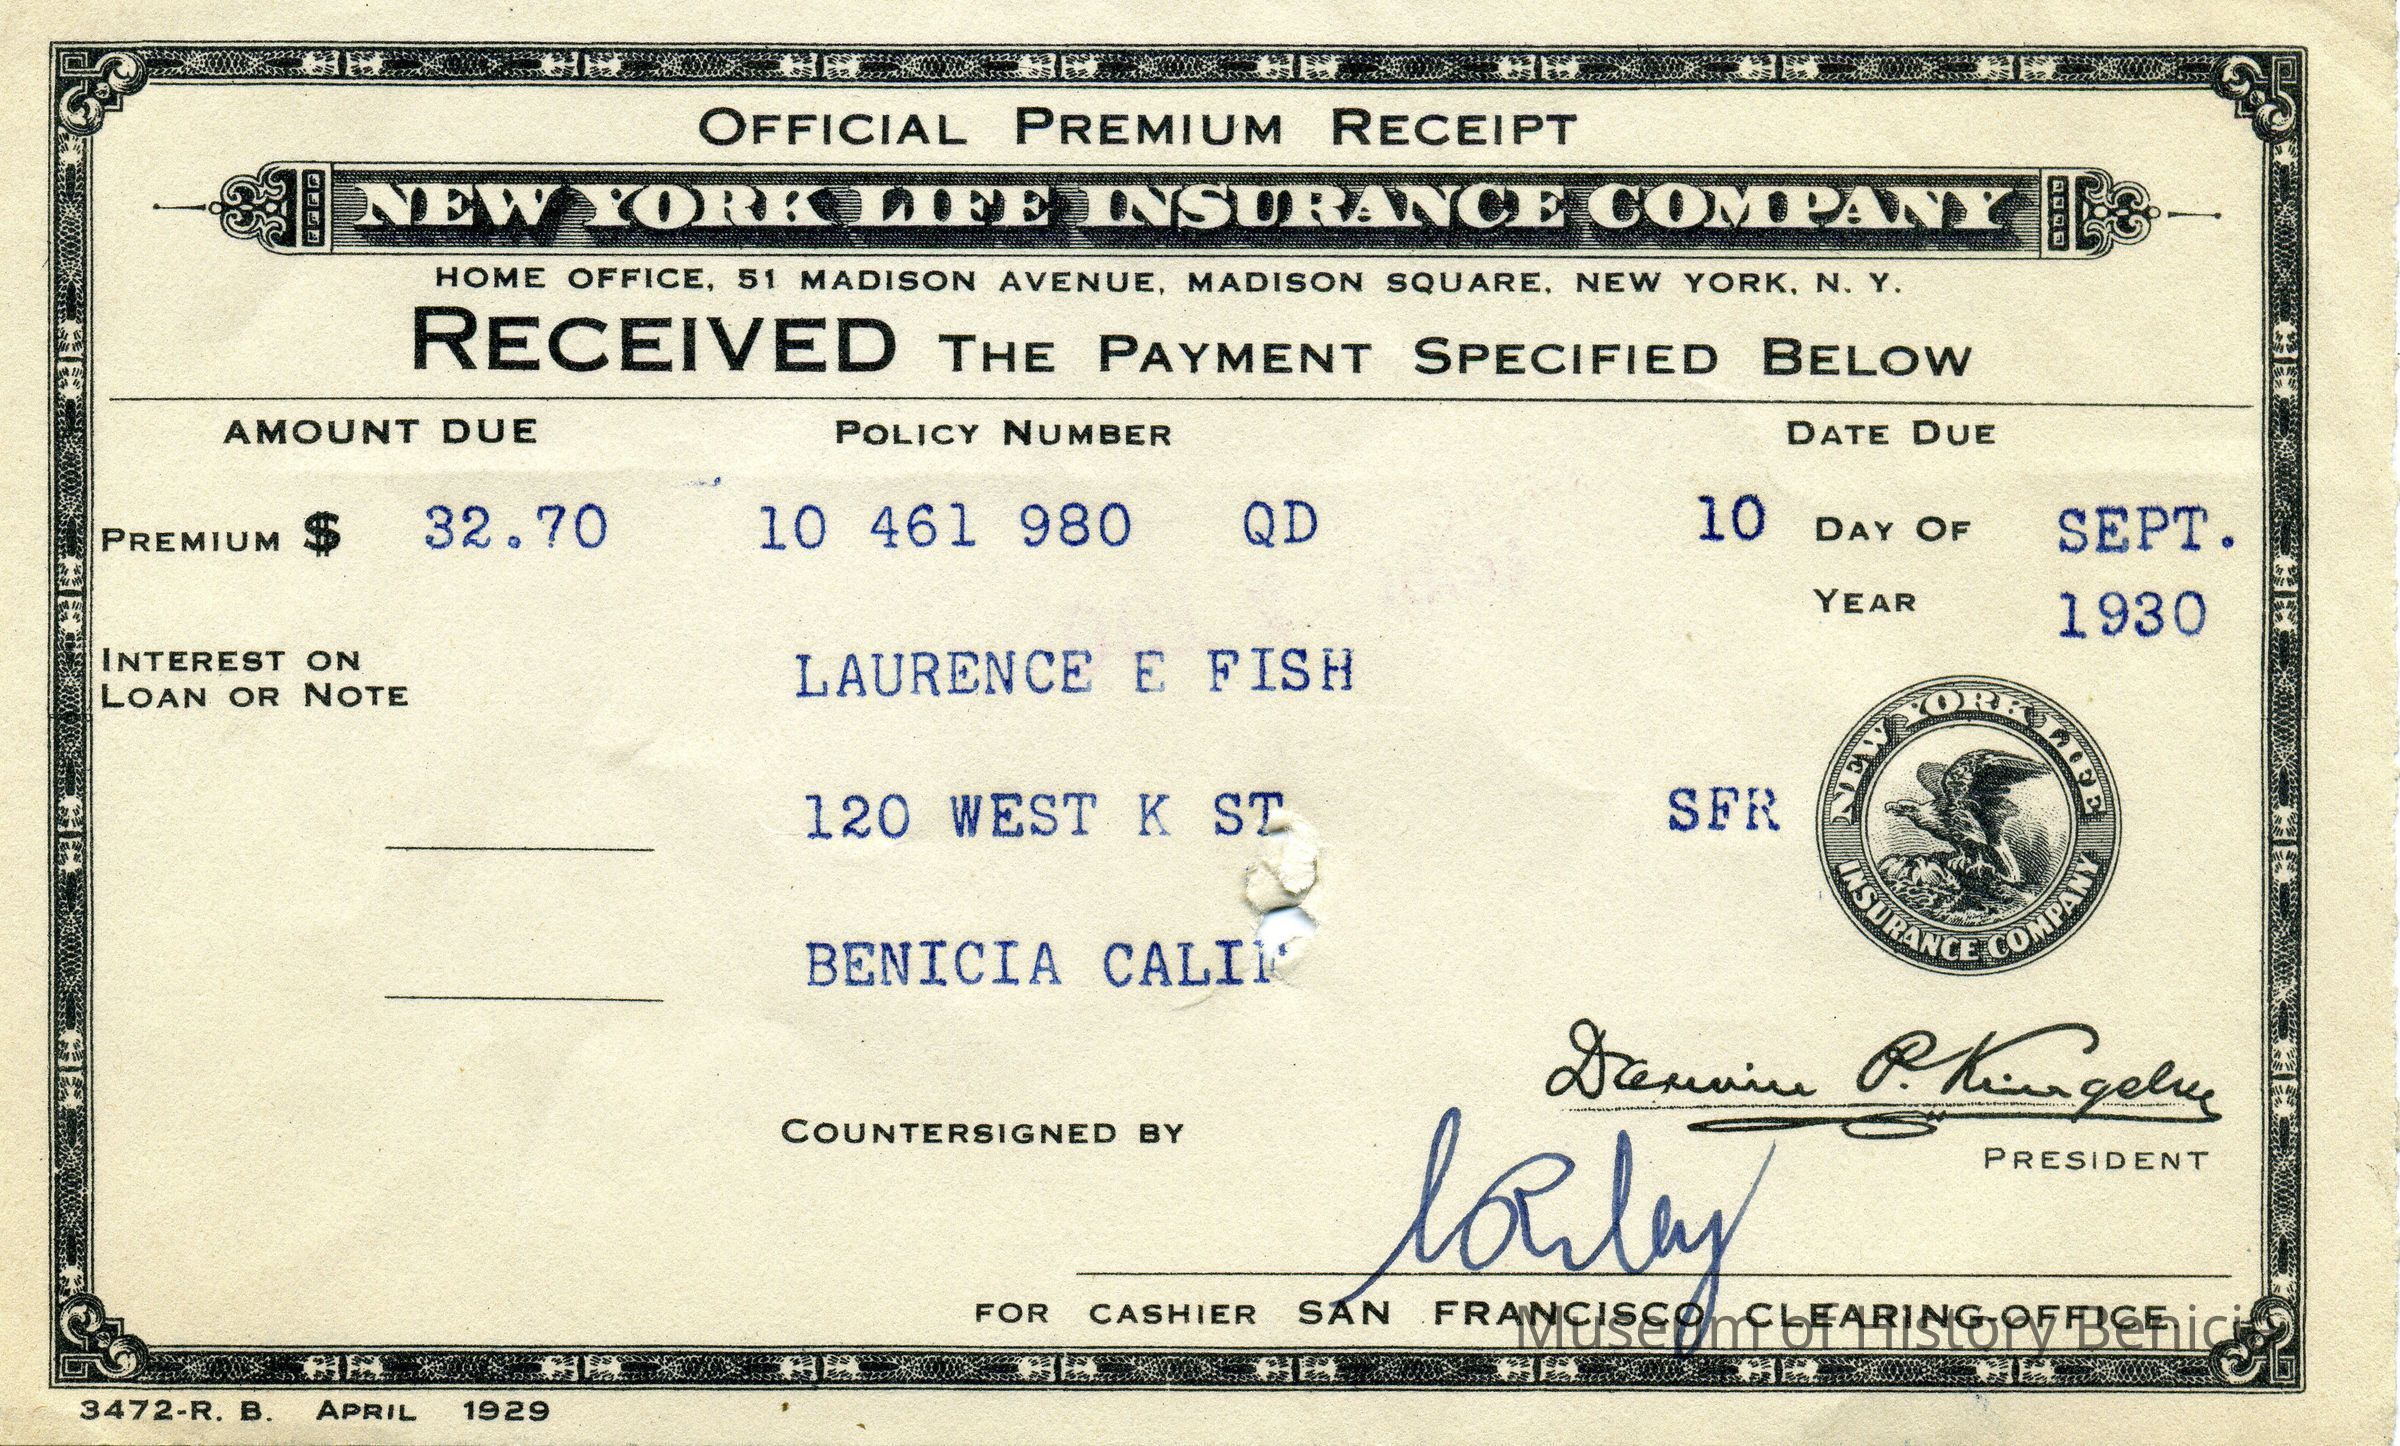 OFFICIAL PREMIUM RECEIPT
NEW YORK LIFE INSURANCE COMPANY
HOME OFFICE, 51 MADISON AVENUE, MADISON SQUARE, NEW YORK, N. Y.
RECEIVED THE PAYMENT SPECIFIED BELOW
AMOUNT DUE POLICY NUMBER DATE DUE
PREMIUM $ 32.70 10 461 980 QD 10 DAY OF SEPT.
YEAR 1930
INTEREST ON
LOAN OR NOTE
LAURENCE E FISH
120 WEST K ST SFR
NEW YORK LIFE
INSURANCE COMPANY
BENICIA CALIF
Darwin P. Kingsley
PRESIDENT
COUNTERSIGNED BY
FOR CASHIER SAN FRANCISCO CLEARING-OFFICE
Museum of History Benicia
3472-R. B. APRIL 1929